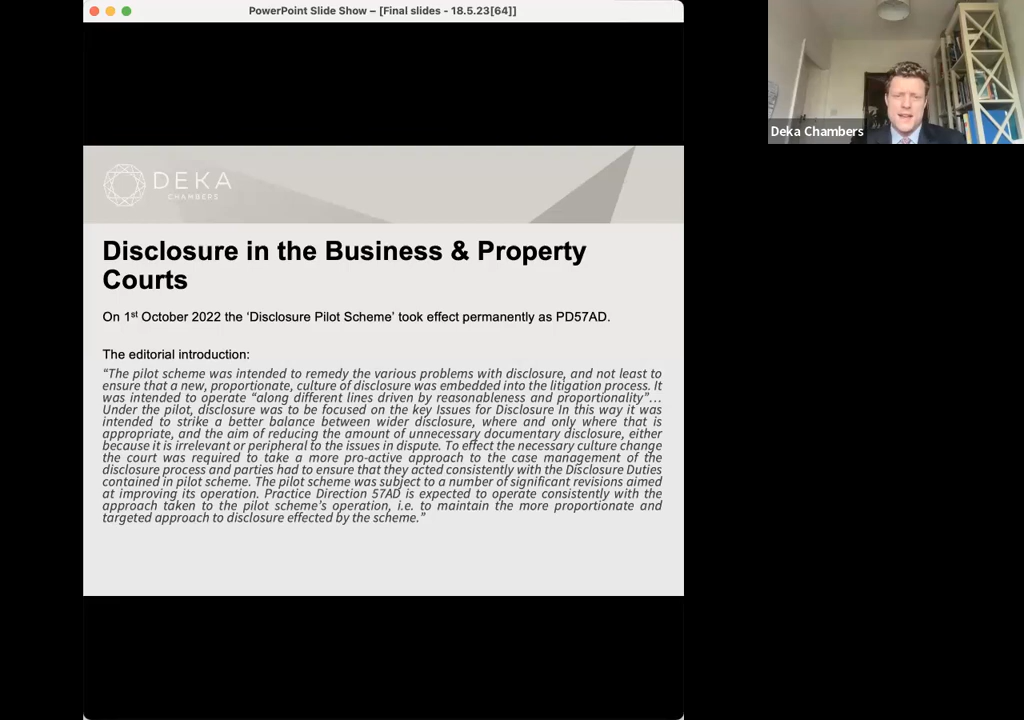 PowerPoint Slide Show – [Final slides - 18.5.23[64]]
DEKA
CHAMBERS
Deka Chambers
Disclosure in the Business & Property
Courts
On 1st October 2022 the ‘Disclosure Pilot Scheme’ took effect permanently as PD57AD.
The editorial introduction:
“The pilot scheme was intended to remedy the various problems with disclosure, and not least to
ensure that a new, proportionate, culture of disclosure was embedded into the litigation process. It
was intended to operate “along different lines driven by reasonableness and proportionality”…
Under the pilot, disclosure was to be focused on the key Issues for Disclosure In this way it was
intended to strike a better balance between wider disclosure, where and only where that is
appropriate, and the aim of reducing the amount of unnecessary documentary disclosure, either
because it is irrelevant or peripheral to the issues in dispute. To effect the necessary culture change
the court was required to take a more pro-active approach to the case management of the
disclosure process and parties had to ensure that they acted consistently with the Disclosure Duties
contained in pilot scheme. The pilot scheme was subject to a number of significant revisions aimed
at improving its operation. Practice Direction 57AD is expected to operate consistently with the
approach taken to the pilot scheme’s operation, i.e. to maintain the more proportionate and
targeted approach to disclosure effected by the scheme.”